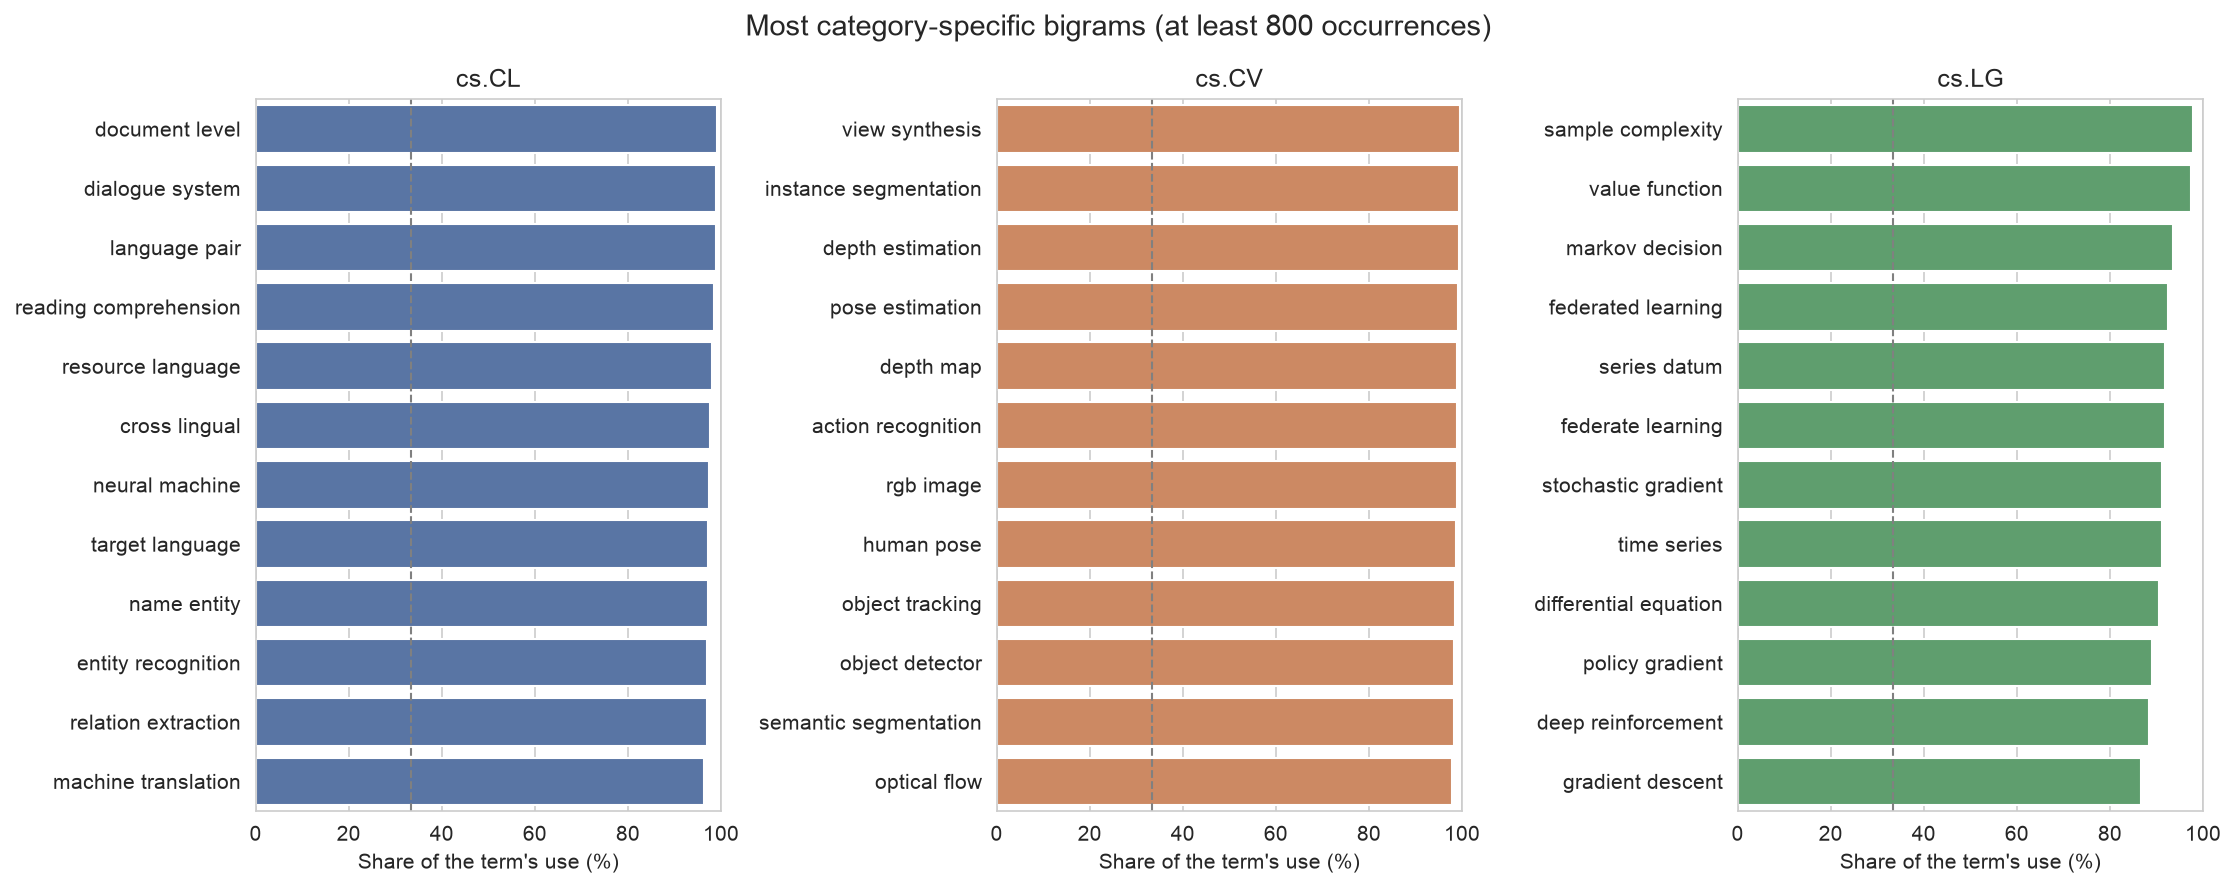 Most category-specific bigrams (at least 800 occurrences)
cs.CL
document level
dialogue system
language pair
reading comprehension
resource language
cross lingual
neural machine
target language
name entity
entity recognition
relation extraction
machine translation
0 20 40 60 80 100
Share of the term's use (%)
cs.CV
view synthesis
instance segmentation
depth estimation
pose estimation
depth map
action recognition
rgb image
human pose
object tracking
object detector
semantic segmentation
optical flow
0 20 40 60 80 100
Share of the term's use (%)
cs.LG
sample complexity
value function
markov decision
federated learning
series datum
federate learning
stochastic gradient
time series
differential equation
policy gradient
deep reinforcement
gradient descent
0 20 40 60 80 100
Share of the term's use (%)